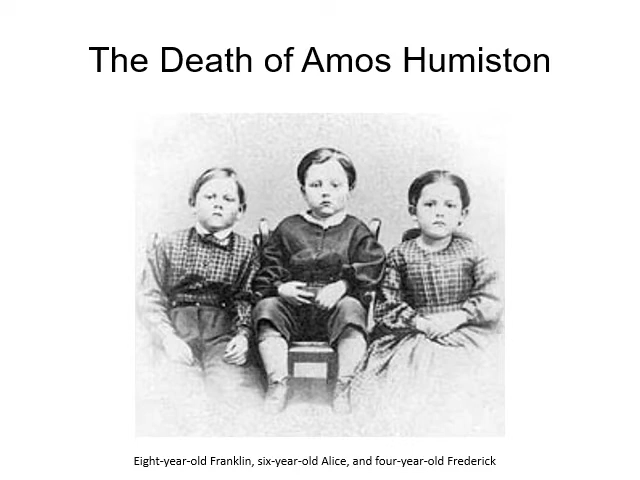 The Death of Amos Humiston
Eight-year-old Franklin, six-year-old Alice, and four-year-old Frederick